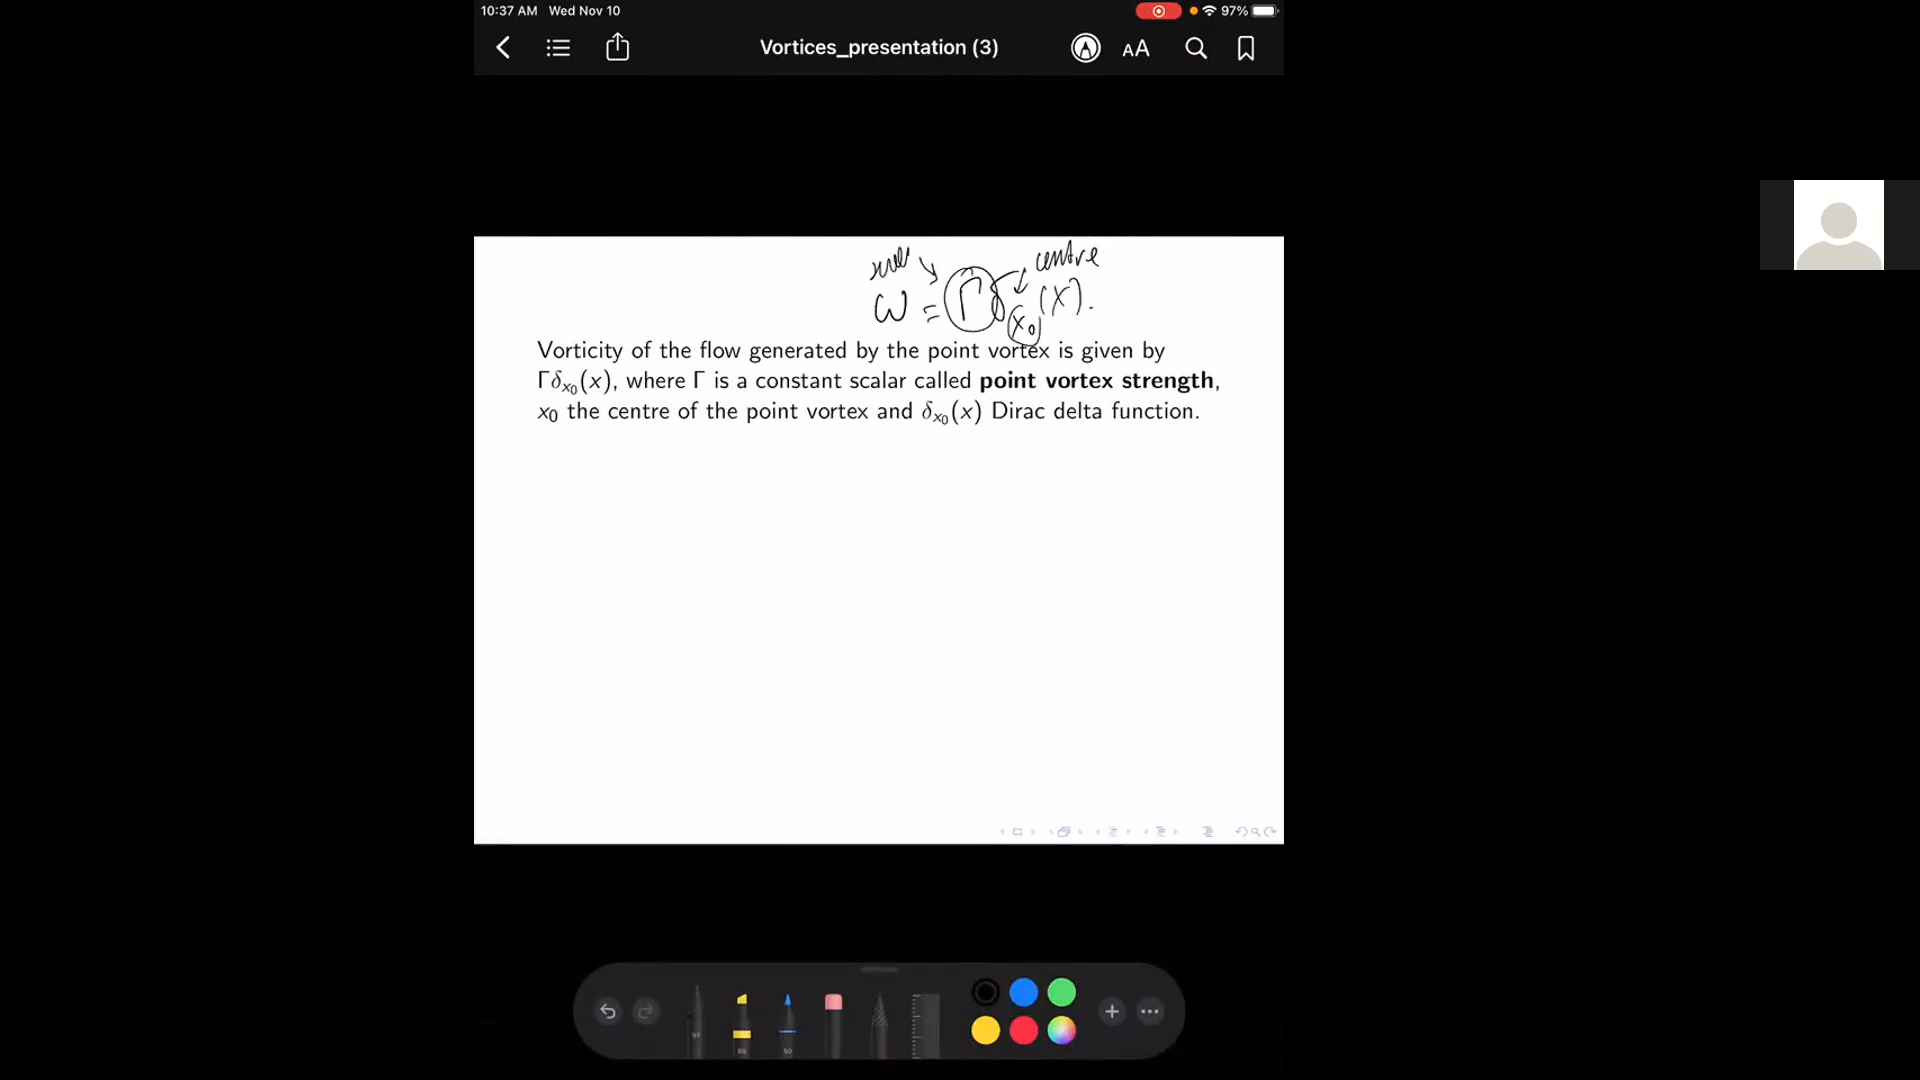 10:37 AM Wed Nov 10
97%
Vortices_presentation (3)
AA
centre
ω = Γδx₀(x).
Vorticity of the flow generated by the point vortex is given by
Γδx₀(x), where Γ is a constant scalar called point vortex strength,
x₀ the centre of the point vortex and δx₀(x) Dirac delta function.